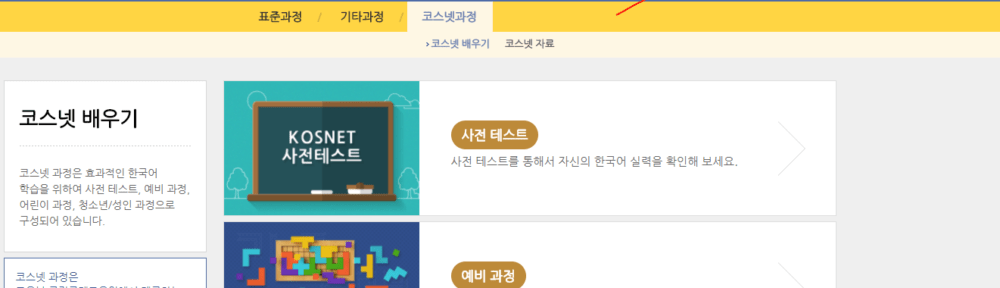 표준과정 / 기타과정 / 코스넷과정
› 코스넷 배우기 코스넷 자료
코스넷 배우기
코스넷 과정은 효과적인 한국어
학습을 위하여 사전 테스트, 예비 과정,
어린이 과정, 청소년/성인 과정으로
구성되어 있습니다.
코스넷 과정은
KOSNET
사전테스트
사전 테스트
사전 테스트를 통해서 자신의 한국어 실력을 확인해 보세요.
예비 과정